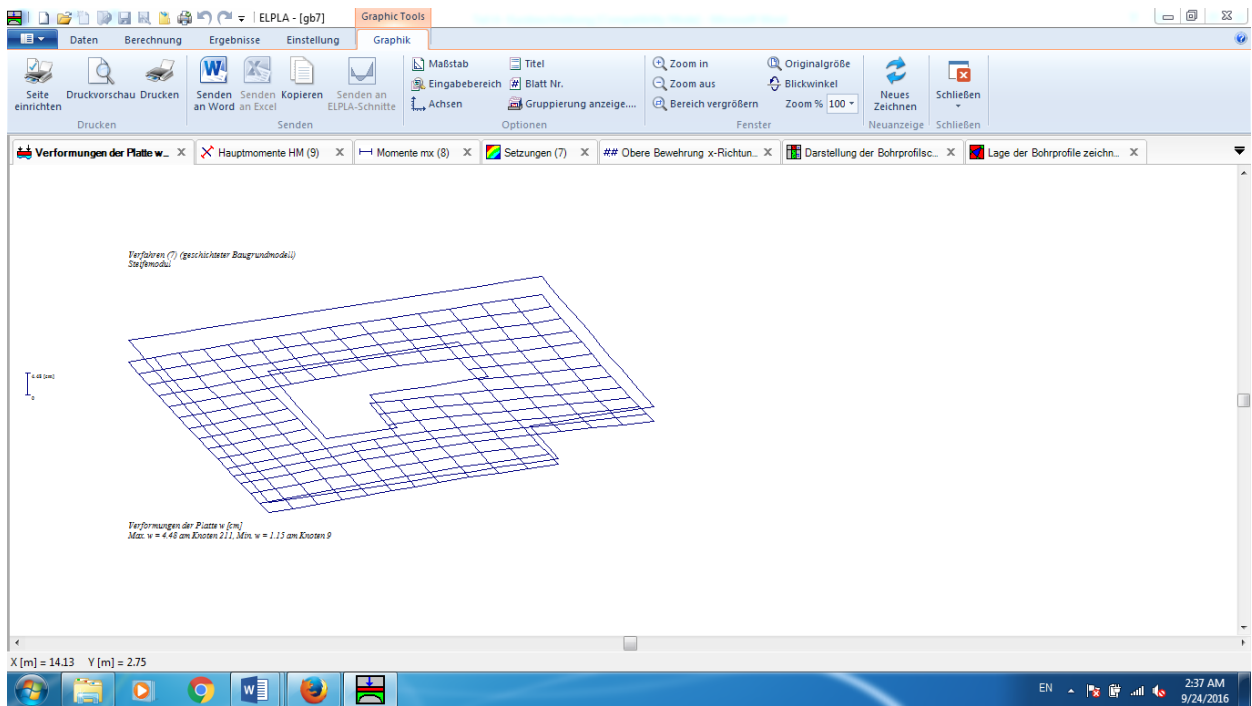 ELPLA - [gb7]
Graphic Tools
Daten Berechnung Ergebnisse Einstellung Graphik
Seite einrichten
Druckvorschau
Drucken
Drucken
Senden an Word
Senden an Excel
Kopieren
Senden an ELPLA-Schnitte
Senden
Maßstab
Eingabebereich
Achsen
Titel
# Blatt Nr.
Gruppierung anzeige....
Optionen
Zoom in
Zoom aus
Bereich vergrößern
Originalgröße
Blickwinkel
Zoom % 100
Fenster
Neues Zeichnen
Neuanzeige
Schließen
Schließen
Verformungen der Platte w... X Hauptmomente HM (9) X Momente mx (8) X Setzungen (7) X ## Obere Bewehrung x-Richtun... X Darstellung der Bohrprofilsc... X Lage der Bohrprofile zeichn... X
Verfahren (7) (geschichteter Baugrundmodell)
Steifemodul
4.48 [cm]
0
Verformungen der Platte w [cm]
Max. w = 4.48 am Knoten 211, Min. w = 1.15 am Knoten 9
X [m] = 14.13 Y [m] = 2.75
EN
2:37 AM
9/24/2016